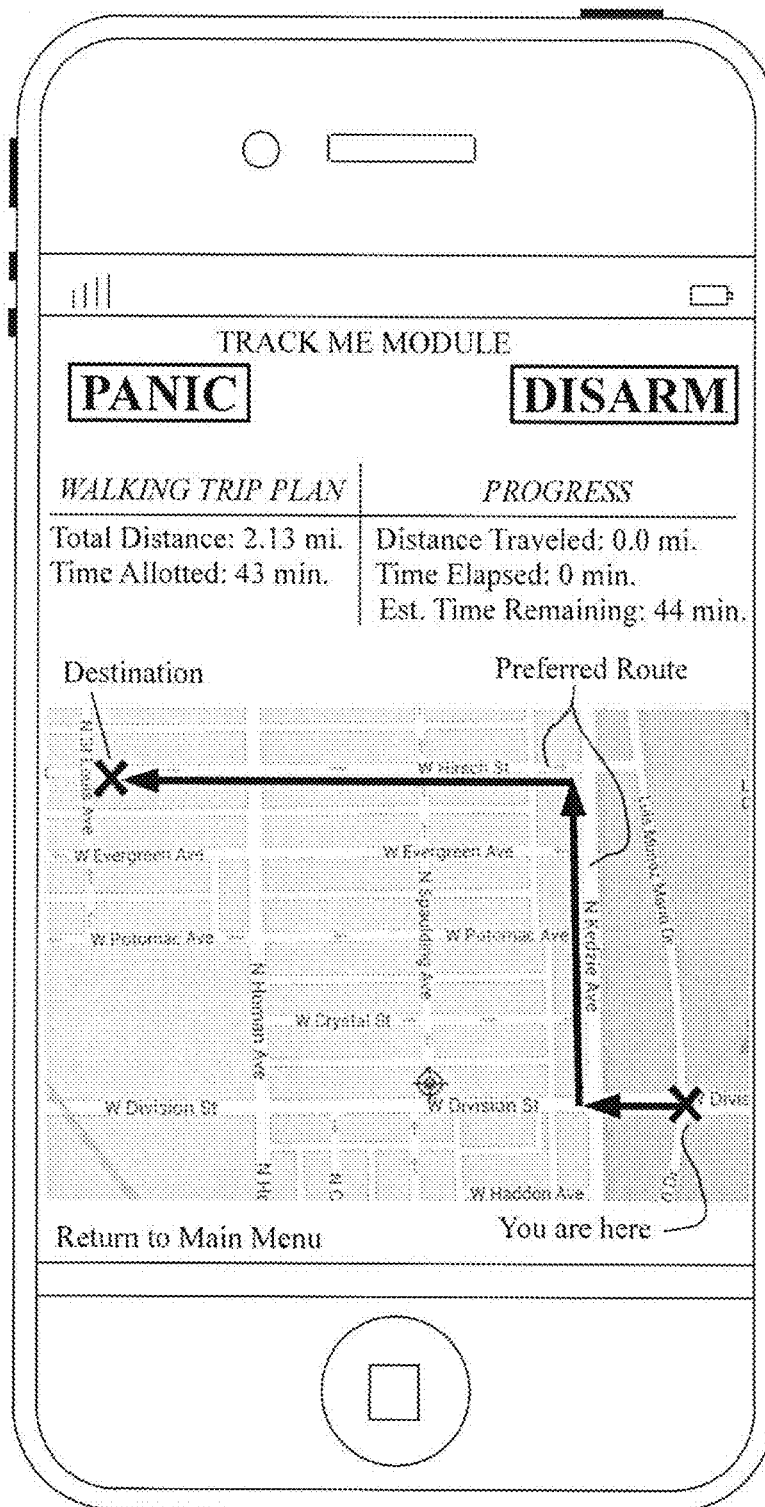 TRACK ME MODULE
PANIC
DISARM
WALKING TRIP PLAN
PROGRESS
Total Distance: 2.13 mi.
Time Allotted: 43 min.
Distance Traveled: 0.0 mi.
Time Elapsed: 0 min.
Est. Time Remaining: 44 min.
Destination
Preferred Route
Ave
W Hirsch St
W Evergreen Ave
W Evergreen Ave
N Spaulding Ave
W Potomac Ave
W Potomac Ave
N Kedzie Ave
Dr
N Homan Ave
W Crystal St
W Division St
W Division St
W Haddon Ave
Return to Main Menu
You are here